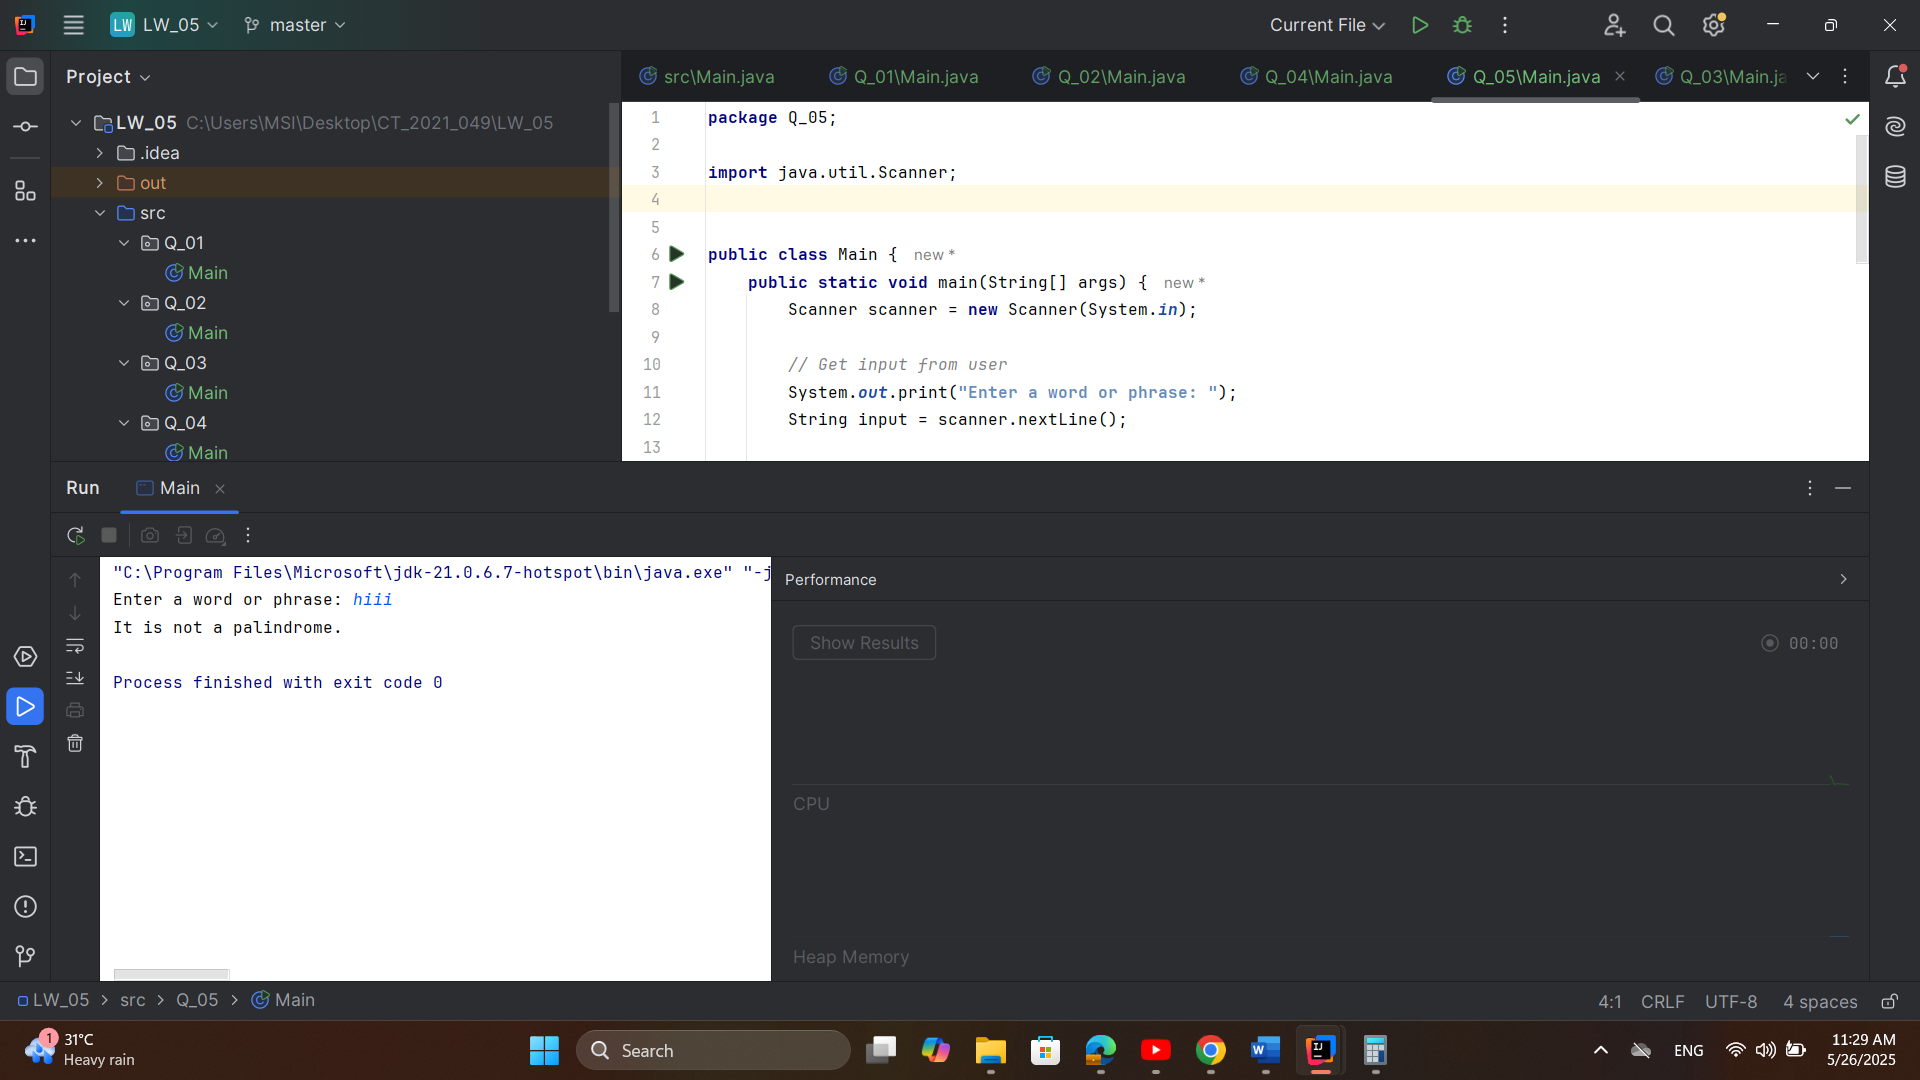 LW LW_05 master Current File
Project
src\Main.java Q_01\Main.java Q_02\Main.java Q_04\Main.java Q_05\Main.java Q_03\Main.ja
LW_05 C:\Users\MSI\Desktop\CT_2021_049\LW_05
.idea
out
src
Q_01
Main
Q_02
Main
Q_03
Main
Q_04
Main
1 package Q_05;
2
3 import java.util.Scanner;
4
5
6 public class Main { new *
7 public static void main(String[] args) { new *
8 Scanner scanner = new Scanner(System.in);
9
10 // Get input from user
11 System.out.print("Enter a word or phrase: ");
12 String input = scanner.nextLine();
13
Run Main
"C:\Program Files\Microsoft\jdk-21.0.6.7-hotspot\bin\java.exe" "-j
Enter a word or phrase: hiii
It is not a palindrome.
Process finished with exit code 0
Performance
Show Results 00:00
CPU
Heap Memory
LW_05 > src > Q_05 > Main 4:1 CRLF UTF-8 4 spaces
1 31°C
Heavy rain
Search
ENG
11:29 AM
5/26/2025